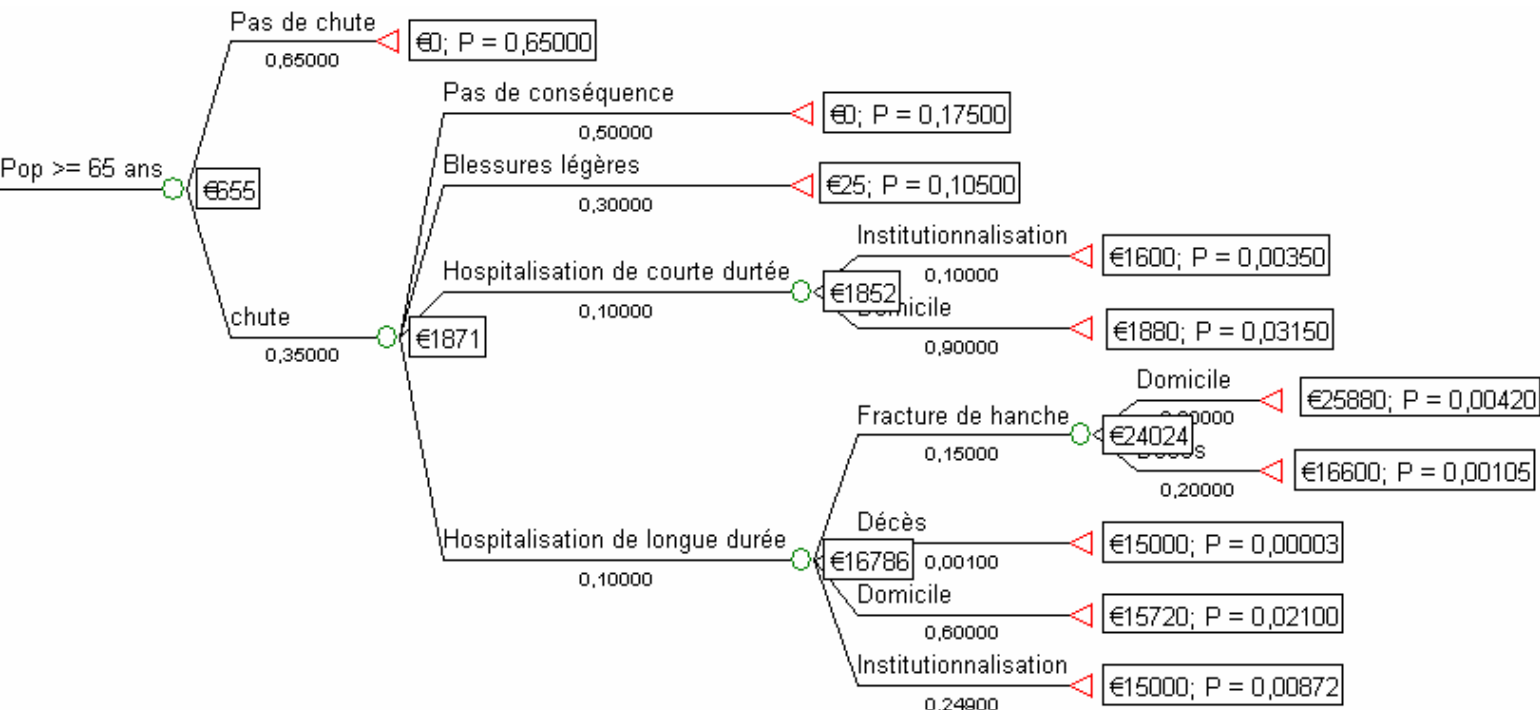 Pas de chute
0,65000
€0; P = 0,65000
Pas de conséquence
0,50000
€0; P = 0,17500
Pop >= 65 ans
€655
Blessures légères
0,30000
€25; P = 0,10500
Institutionnalisation
0,10000
€1600; P = 0,00350
Hospitalisation de courte durtée
0,10000
€1852
Domicile
0,90000
€1880; P = 0,03150
chute
0,35000
€1871
Domicile
€25880; P = 0,00420
Fracture de hanche
0,15000
€24024
0,20000
€16600; P = 0,00105
Décès
0,00100
€15000; P = 0,00003
Hospitalisation de longue durée
0,10000
€16786
Domicile
0,60000
€15720; P = 0,02100
Institutionnalisation
0,24900
€15000; P = 0,00872